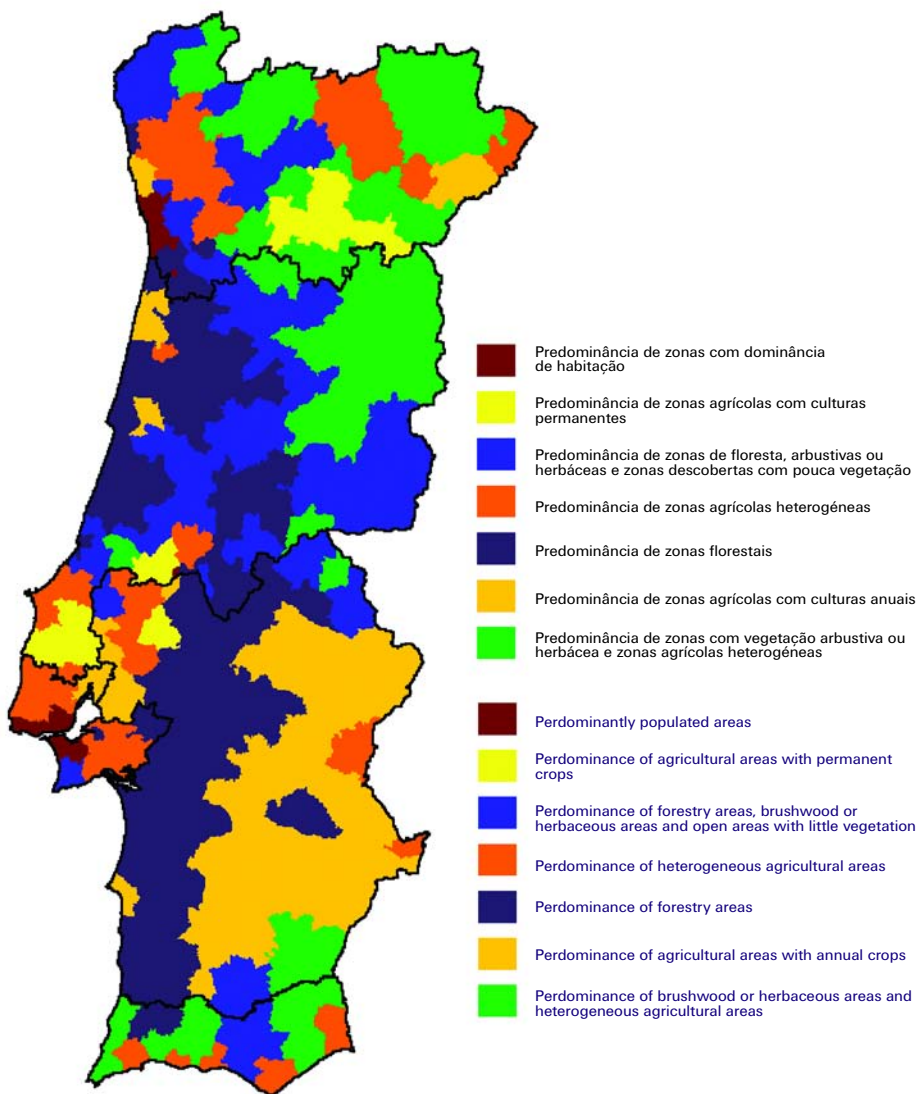 Predominância de zonas com dominância
de habitação
Predominância de zonas agrícolas com culturas
permanentes
Predominância de zonas de floresta, arbustivas ou
herbáceas e zonas descobertas com pouca vegetação
Predominância de zonas agrícolas heterogéneas
Predominância de zonas florestais
Predominância de zonas agrícolas com culturas anuais
Predominância de zonas com vegetação arbustiva ou
herbácea e zonas agrícolas heterogéneas
Perdominantly populated areas
Perdominance of agricultural areas with permanent
crops
Perdominance of forestry areas, brushwood or
herbaceous areas and open areas with little vegetation
Perdominance of heterogeneous agricultural areas
Perdominance of forestry areas
Perdominance of agricultural areas with annual crops
Perdominance of brushwood or herbaceous areas and
heterogeneous agricultural areas